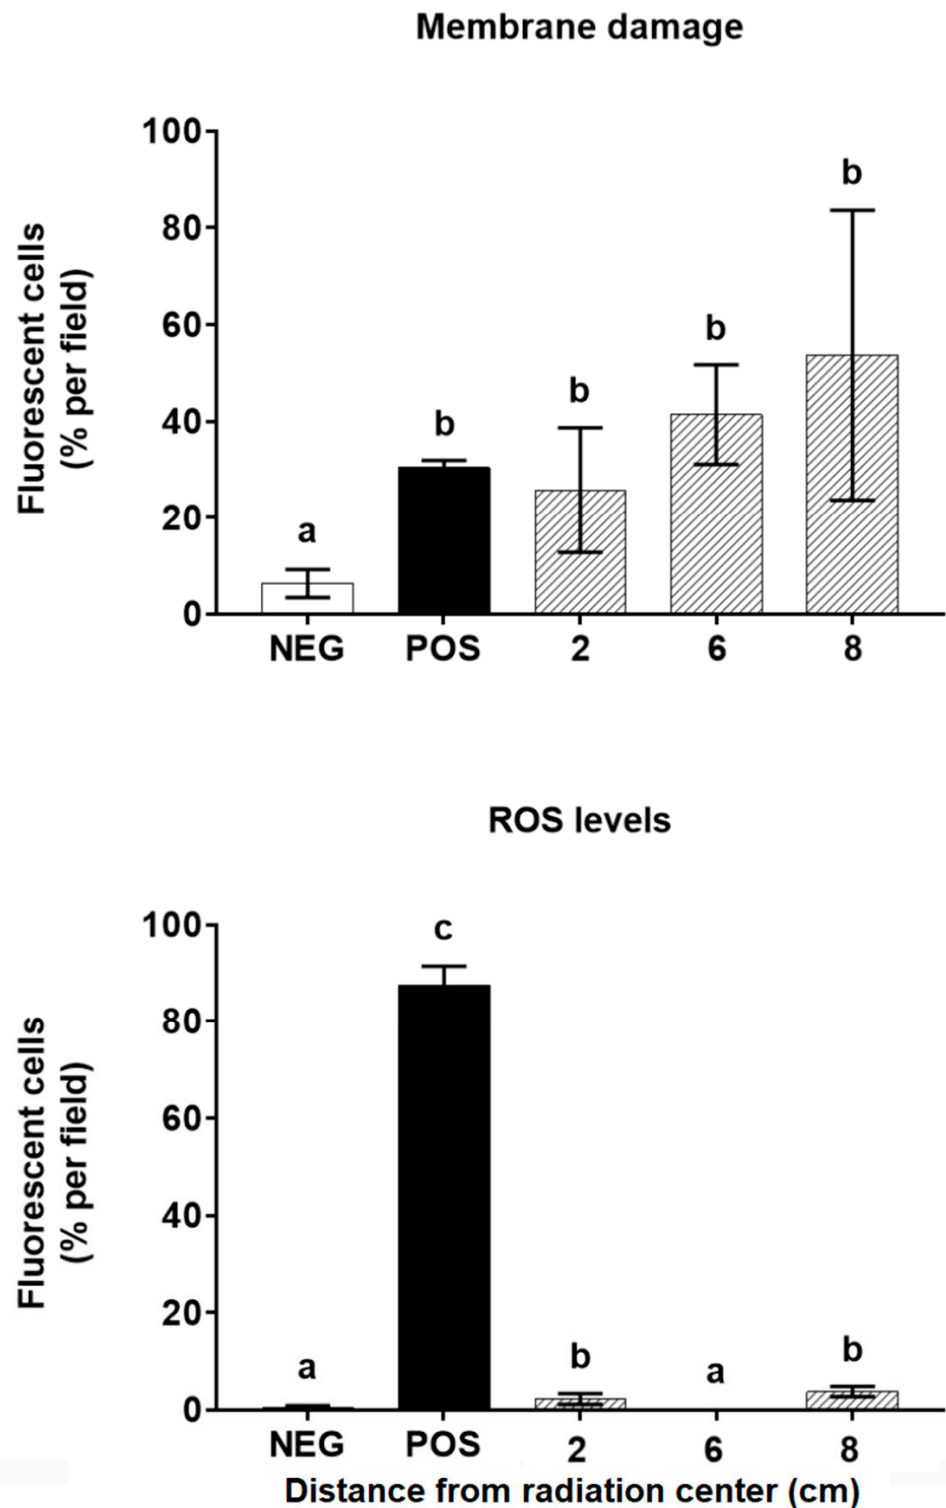 Membrane damage
Fluorescent cells
(% per field)
100
80
60
40
20
0
a
b
b
b
b
NEG POS 2 6 8
ROS levels
Fluorescent cells
(% per field)
100
80
60
40
20
0
a
c
b
a
b
NEG POS 2 6 8
Distance from radiation center (cm)